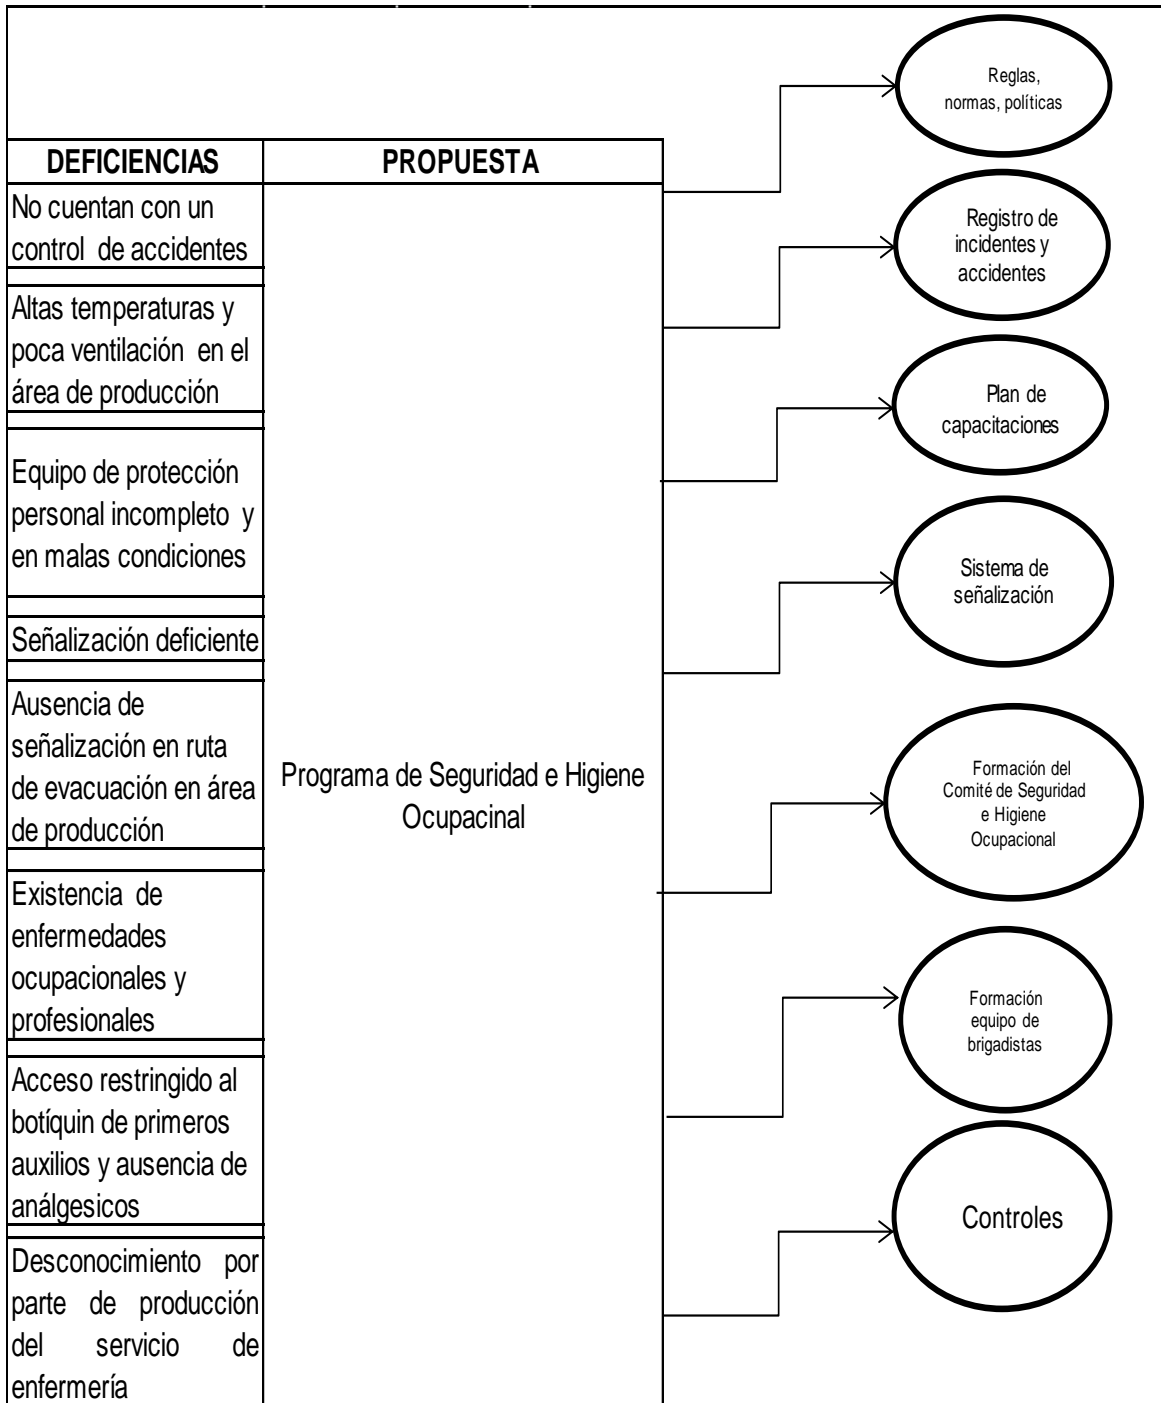 DEFICIENCIAS
PROPUESTA
No cuentan con un
control de accidentes
Altas temperaturas y
poca ventilación en el
área de producción
Equipo de protección
personal incompleto y
en malas condiciones
Señalización deficiente
Ausencia de
señalización en ruta
de evacuación en área
de producción
Existencia de
enfermedades
ocupacionales y
profesionales
Acceso restringido al
botíquin de primeros
auxilios y ausencia de
análgesicos
Desconocimiento por
parte de producción
del servicio de
enfermería
Programa de Seguridad e Higiene
Ocupacinal
Reglas,
normas, políticas
Registro de
incidentes y
accidentes
Plan de
capacitaciones
Sistema de
señalización
Formación del
Comité de Seguridad
e Higiene
Ocupacional
Formación
equipo de
brigadistas
Controles